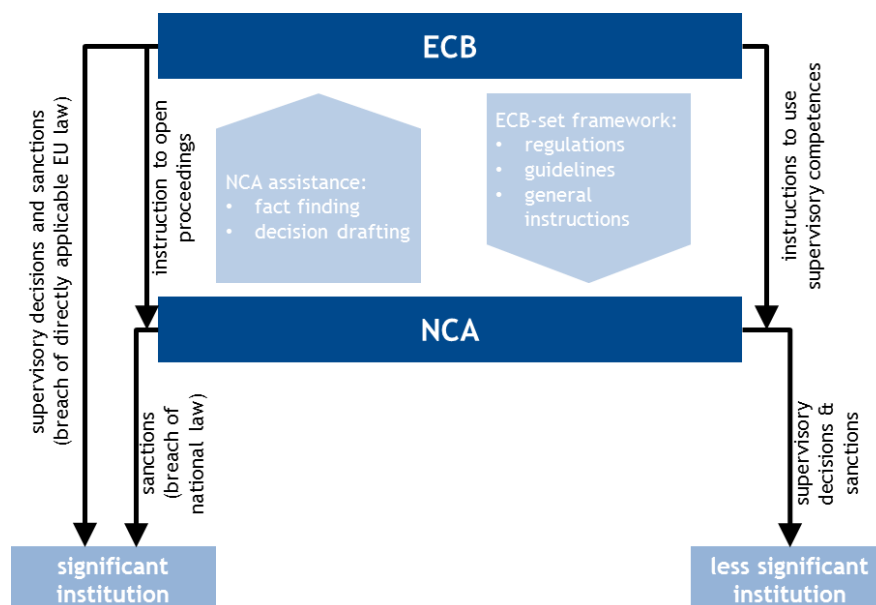 ECB
supervisory decisions and sanctions
(breach of directly applicable EU law)
instruction to open
proceedings
NCA assistance:
• fact finding
• decision drafting
ECB-set framework:
• regulations
• guidelines
• general
instructions
instructions to use
supervisory competences
NCA
sanctions
(breach of
national law)
supervisory
decisions &
sanctions
significant
institution
less significant
institution